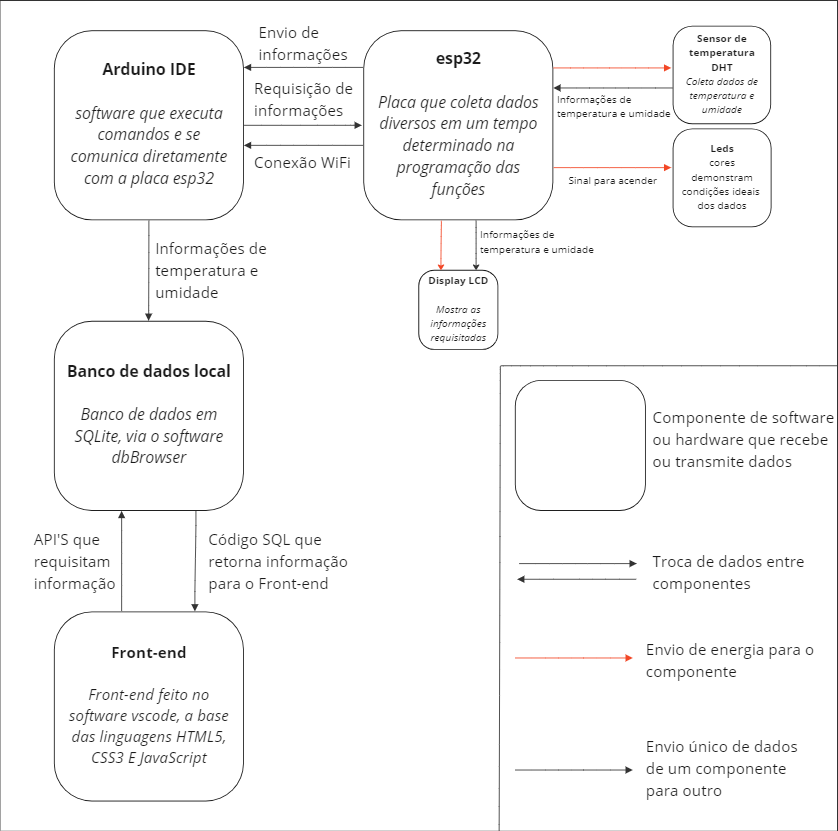 Arduino IDE
software que executa
comandos e se
comunica diretamente
com a placa esp32
Envio de
informações
Requisição de
informações
Conexão WiFi
esp32
Placa que coleta dados
diversos em um tempo
determinado na
programação das
funções
Sensor de
temperatura
DHT
Coleta dados de
temperatura e
umidade
Informações de
temperatura e umidade
Leds
cores
demonstram
condições ideais
dos dados
Sinal para acender
Informações de
temperatura e umidade
Display LCD
Mostra as
informações
requisitadas
Informações de
temperatura e
umidade
Banco de dados local
Banco de dados em
SQLite, via o software
dbBrowser
API'S que
requisitam
informação
Código SQL que
retorna informação
para o Front-end
Front-end
Front-end feito no
software vscode, a base
das linguagens HTML5,
CSS3 E JavaScript
Componente de software
ou hardware que recebe
ou transmite dados
Troca de dados entre
componentes
Envio de energia para o
componente
Envio único de dados
de um componente
para outro